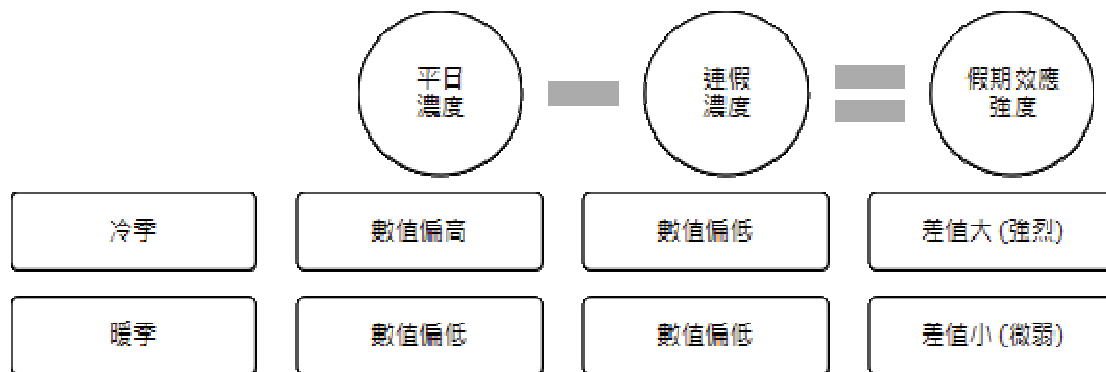 平日
濃度
連假
濃度
假期效應
強度
冷季
數值偏高
數值偏低
差值大 (強烈)
暖季
數值偏低
數值偏低
差值小 (微弱)